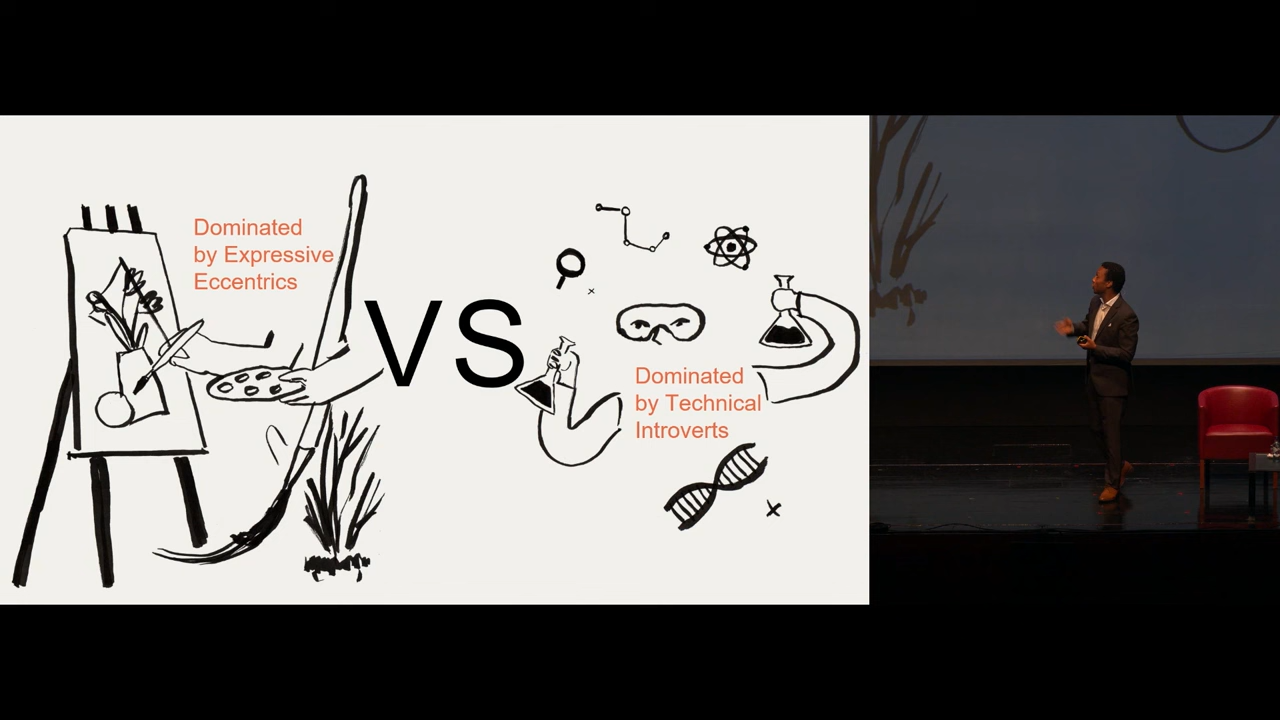 Dominated
by Expressive
Eccentrics
VS
Dominated
by Technical
Introverts